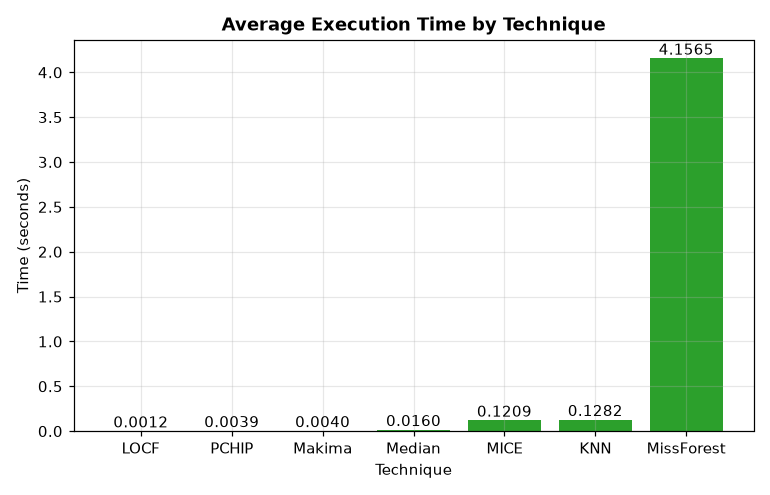 Average Execution Time by Technique
4.1565
4.0
3.5
3.0
2.5
2.0
1.5
1.0
0.5
0.0
Time (seconds)
0.0012 0.0039 0.0040 0.0160 0.1209 0.1282
LOCF PCHIP Makima Median MICE KNN MissForest
Technique